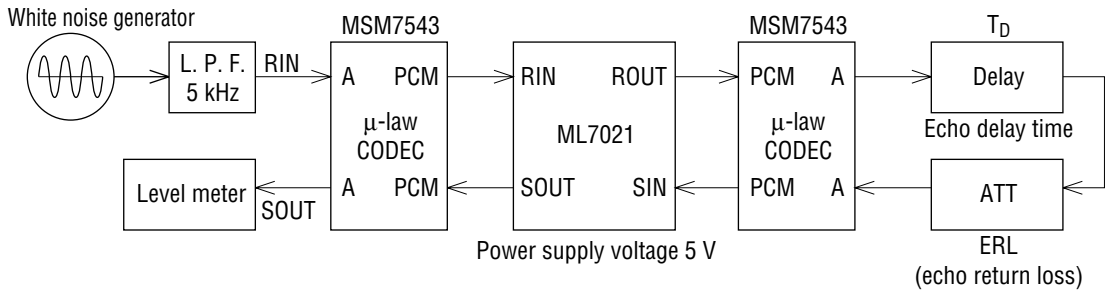 White noise generator
L. P. F.
5 kHz
RIN
MSM7543
A PCM
μ-law
CODEC
A PCM
RIN ROUT
ML7021
SOUT SIN
Power supply voltage 5 V
MSM7543
PCM A
μ-law
CODEC
PCM A
TD
Delay
Echo delay time
Level meter
SOUT
ATT
ERL
(echo return loss)